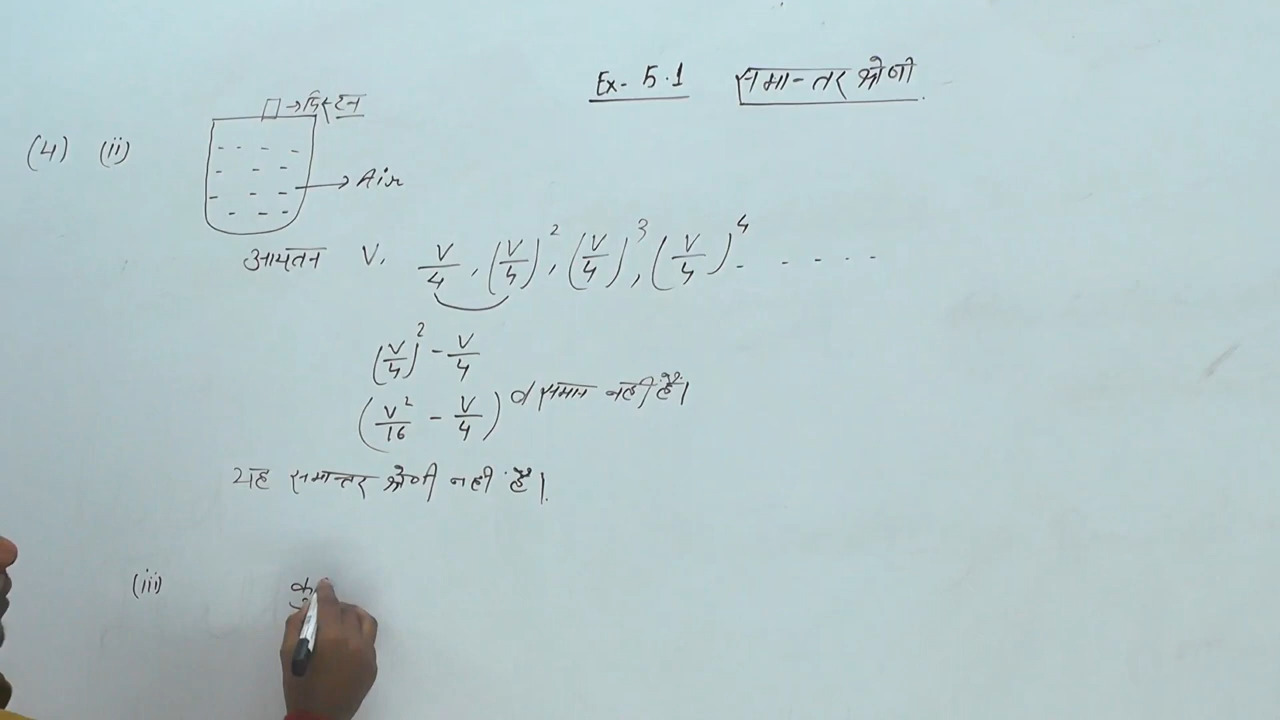 Ex- 5.1 समान्तर श्रेणी
(4) (ii) → पिस्टन
→ Air
आयतन V, V/4, (V/4)², (V/4)³, (V/4)⁴ - - - - -
(V/4)² - V/4
(V²/16 - V/4) d समान नहीं है।
यह समान्तर श्रेणी नहीं है।
(iii)